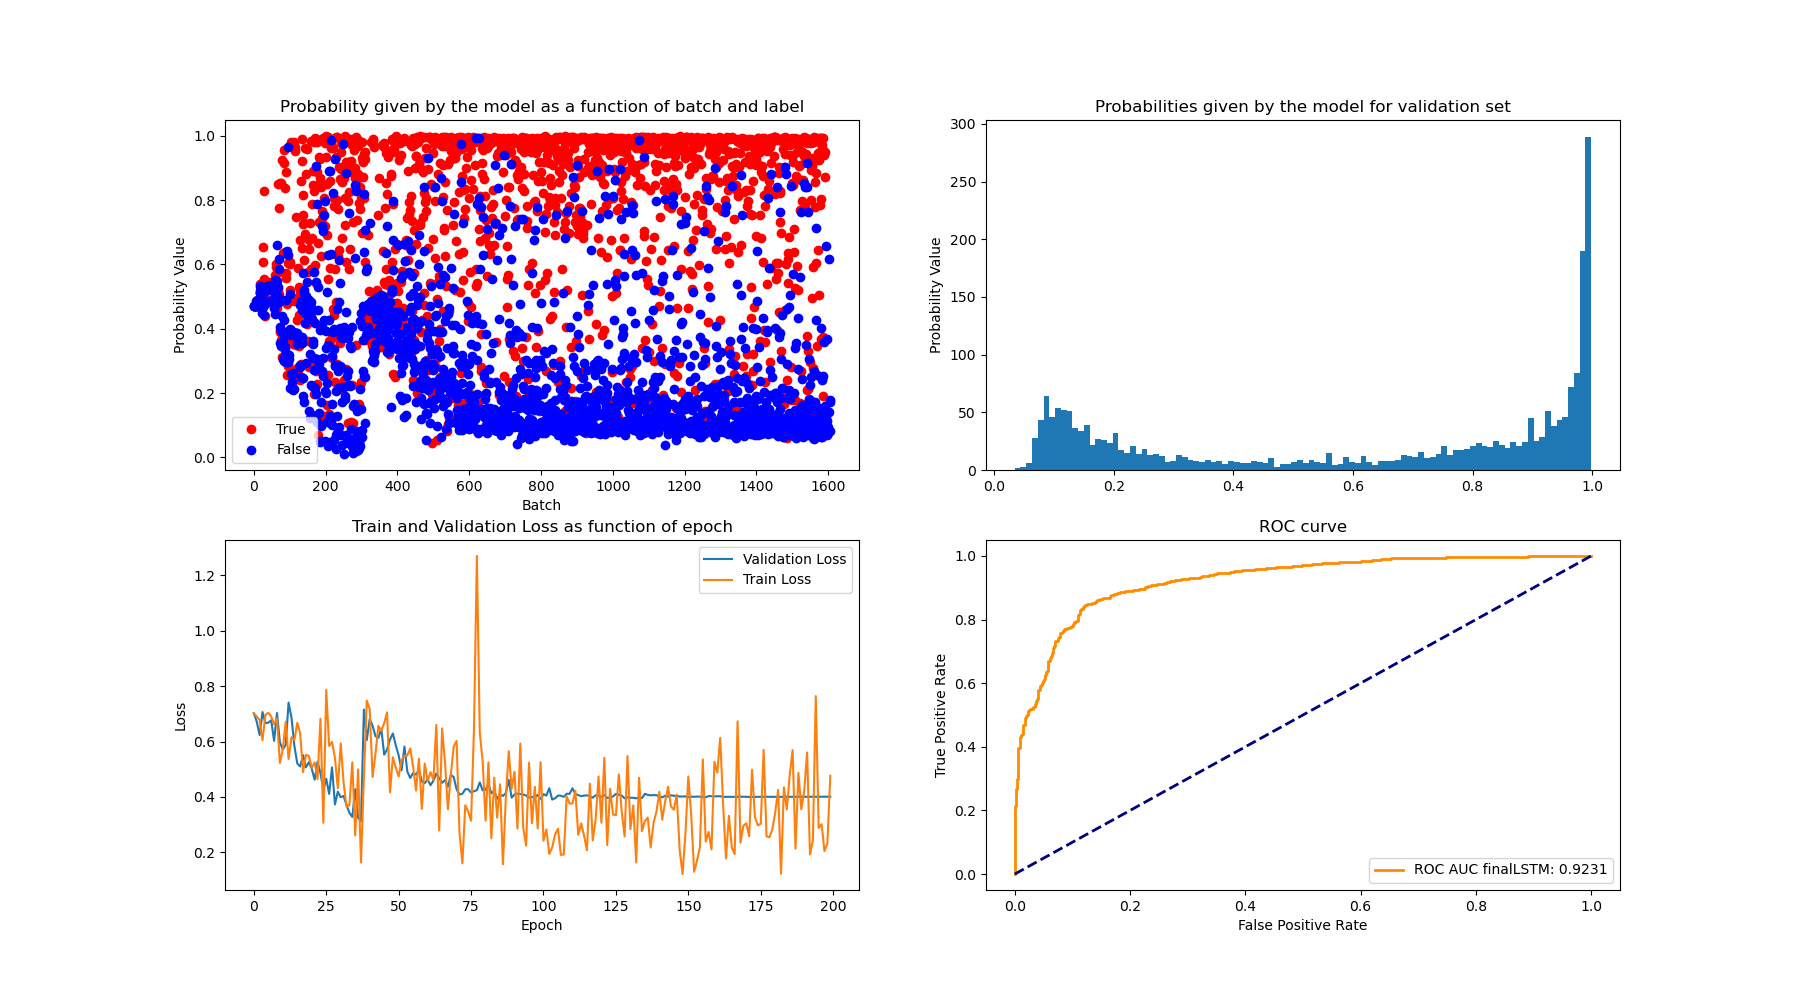 Probability given by the model as a function of batch and label
Probability Value
1.0
0.8
0.6
0.4
0.2
0.0
True
False
0 200 400 600 800 1000 1200 1400 1600
Batch
Probabilities given by the model for validation set
Probability Value
300
250
200
150
100
50
0
0.0 0.2 0.4 0.6 0.8 1.0
Train and Validation Loss as function of epoch
Loss
1.2
1.0
0.8
0.6
0.4
0.2
Validation Loss
Train Loss
0 25 50 75 100 125 150 175 200
Epoch
ROC curve
True Positive Rate
1.0
0.8
0.6
0.4
0.2
0.0
ROC AUC finalLSTM: 0.9231
0.0 0.2 0.4 0.6 0.8 1.0
False Positive Rate